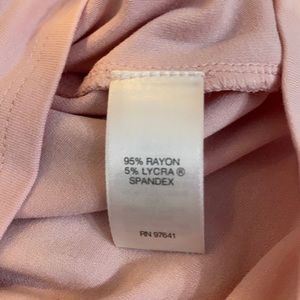 95% RAYON
5% LYCRA ®
SPANDEX
RN 97641